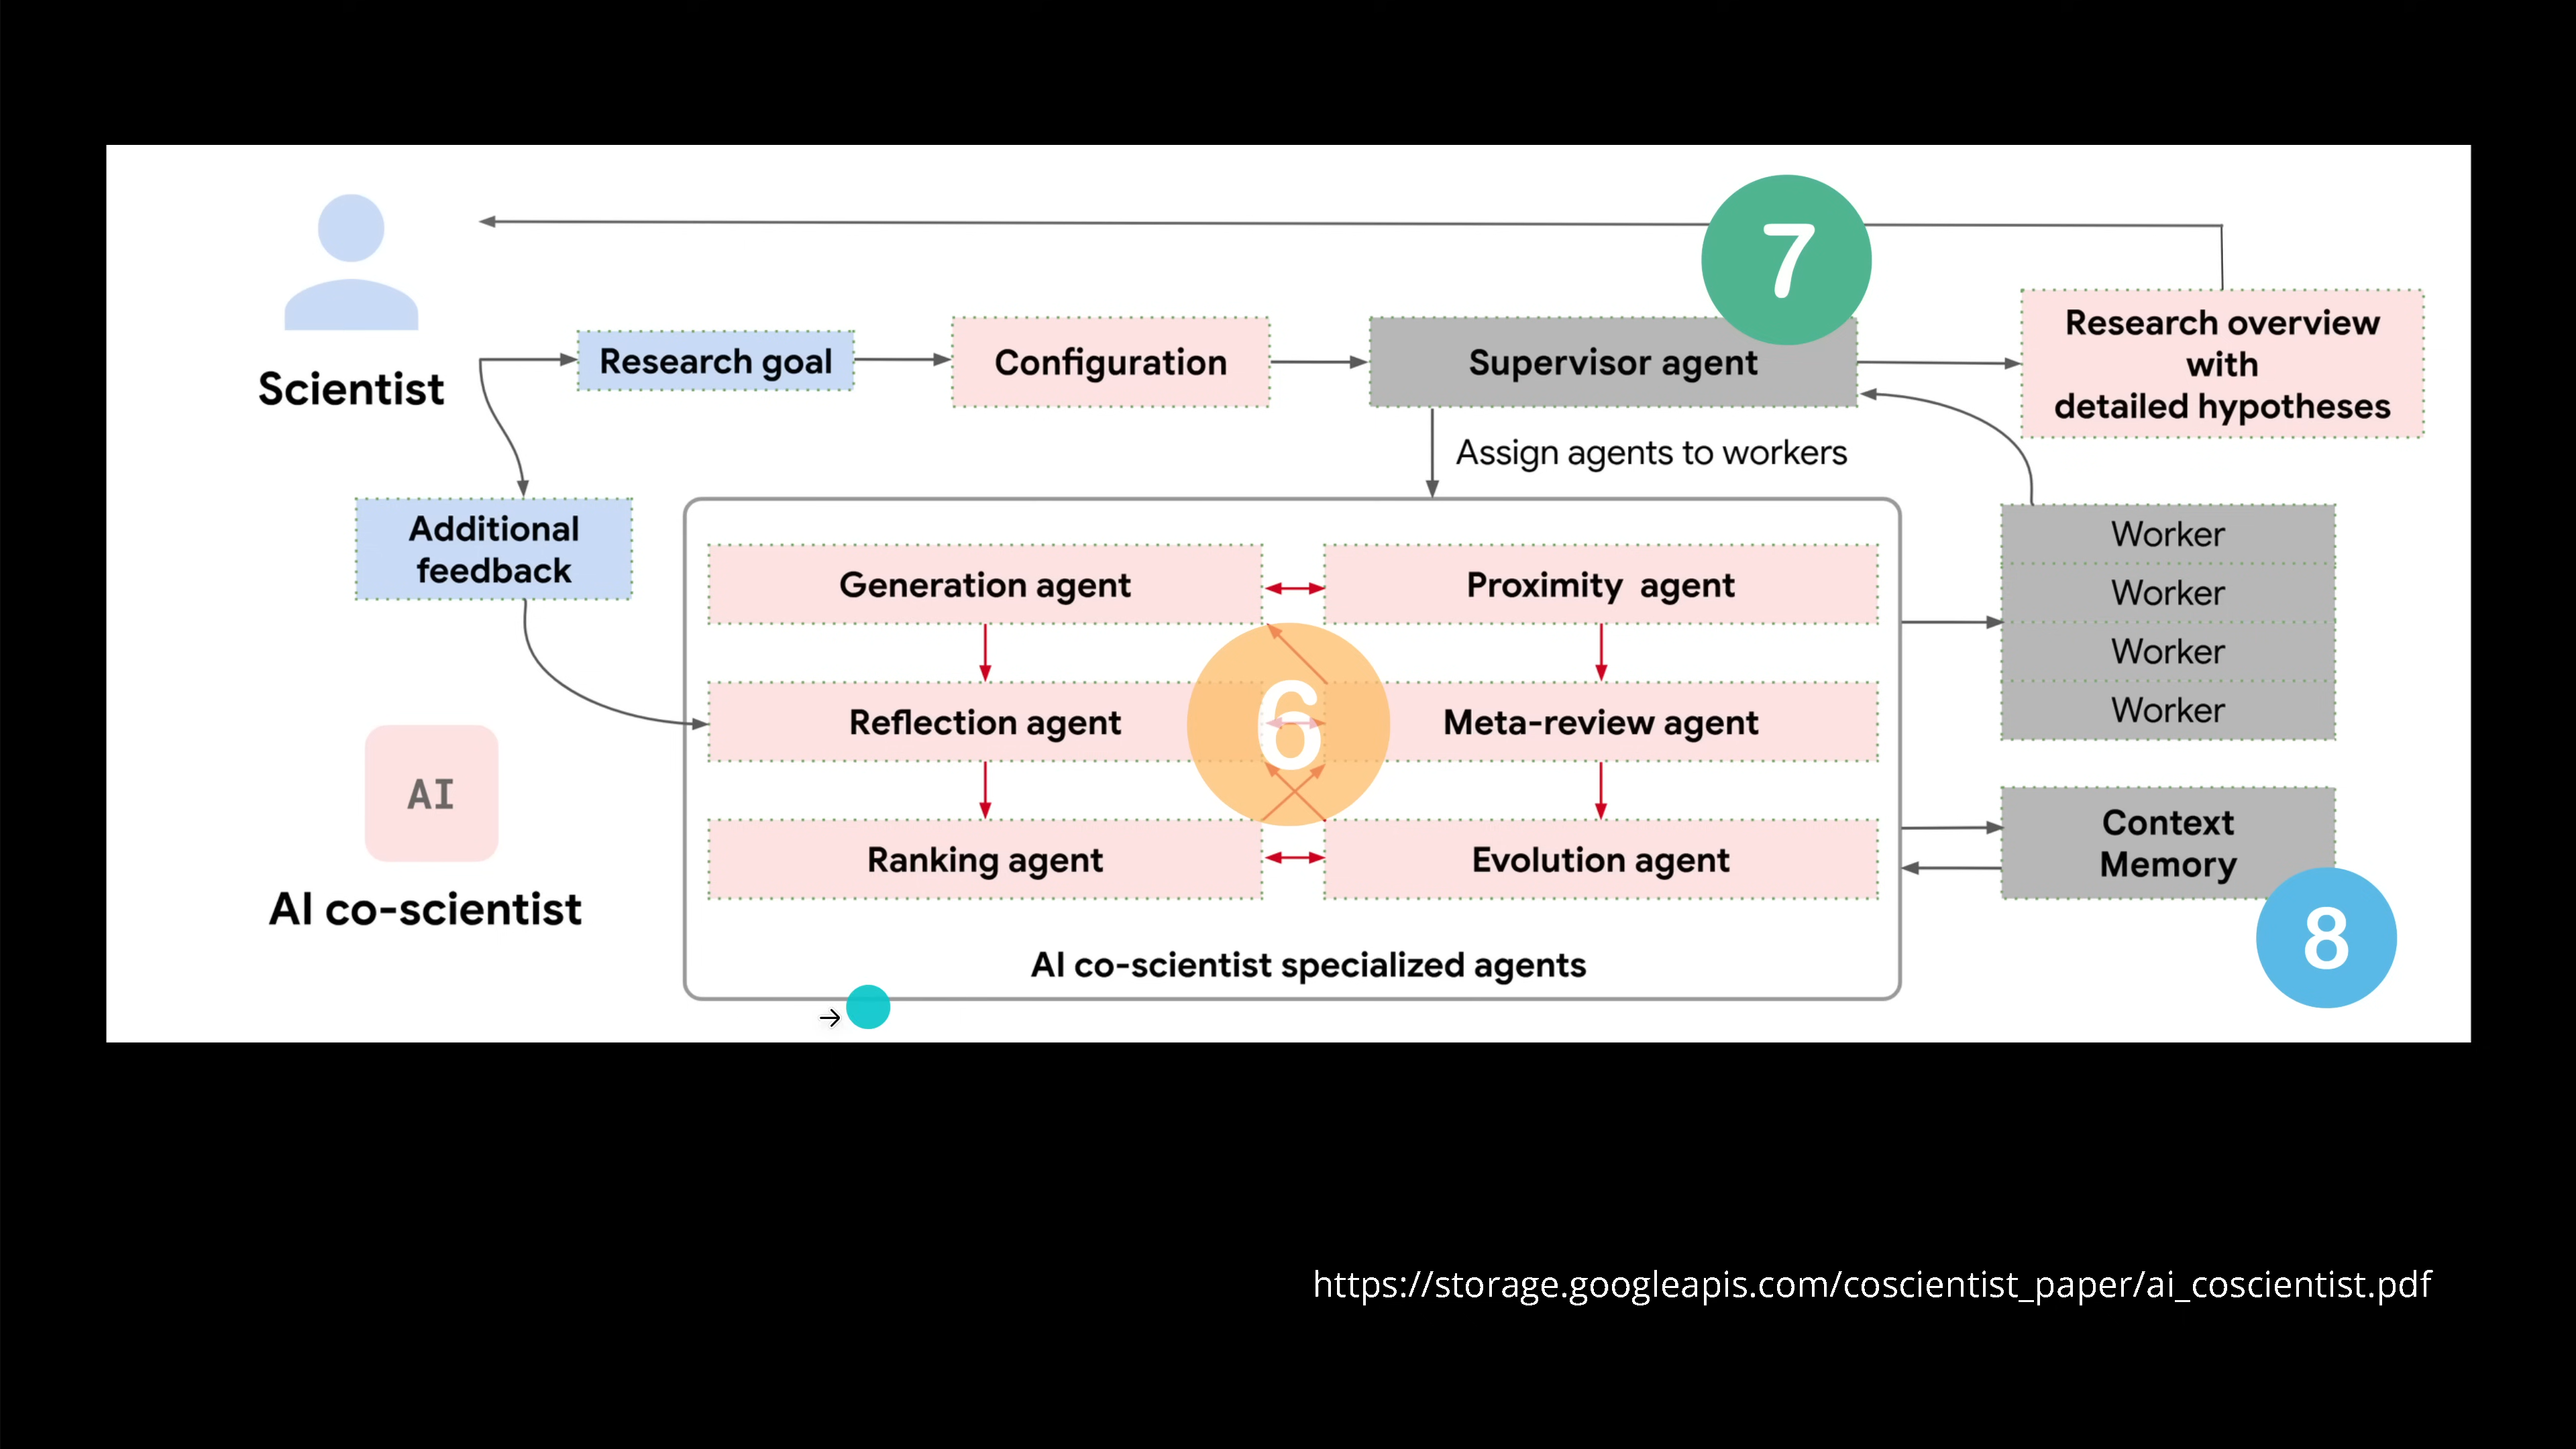 7
Scientist
Research goal
Configuration
Supervisor agent
Research overview
with
detailed hypotheses
Assign agents to workers
Additional
feedback
Generation agent
Proximity agent
Reflection agent
6
Meta-review agent
Ranking agent
Evolution agent
AI co-scientist specialized agents
Worker
Worker
Worker
Worker
Context
Memory
8
AI
AI co-scientist
https://storage.googleapis.com/coscientist_paper/ai_coscientist.pdf